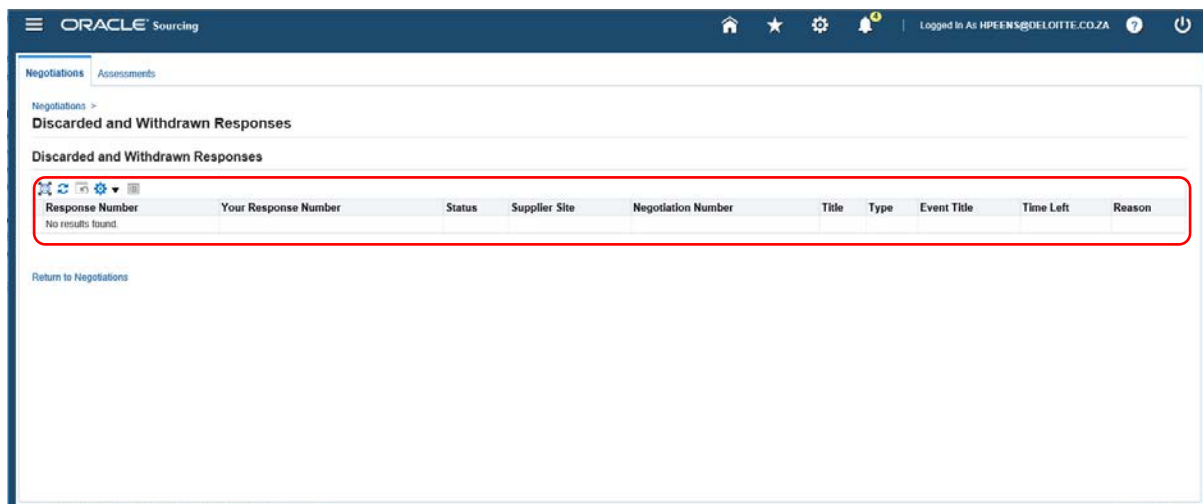 ORACLE Sourcing 4 Logged In As HPEENS@DELOITTE.CO.ZA ?
Negotiations Assessments
Negotiations >
Discarded and Withdrawn Responses
Discarded and Withdrawn Responses
Response Number Your Response Number Status Supplier Site Negotiation Number Title Type Event Title Time Left Reason
No results found.
Return to Negotiations